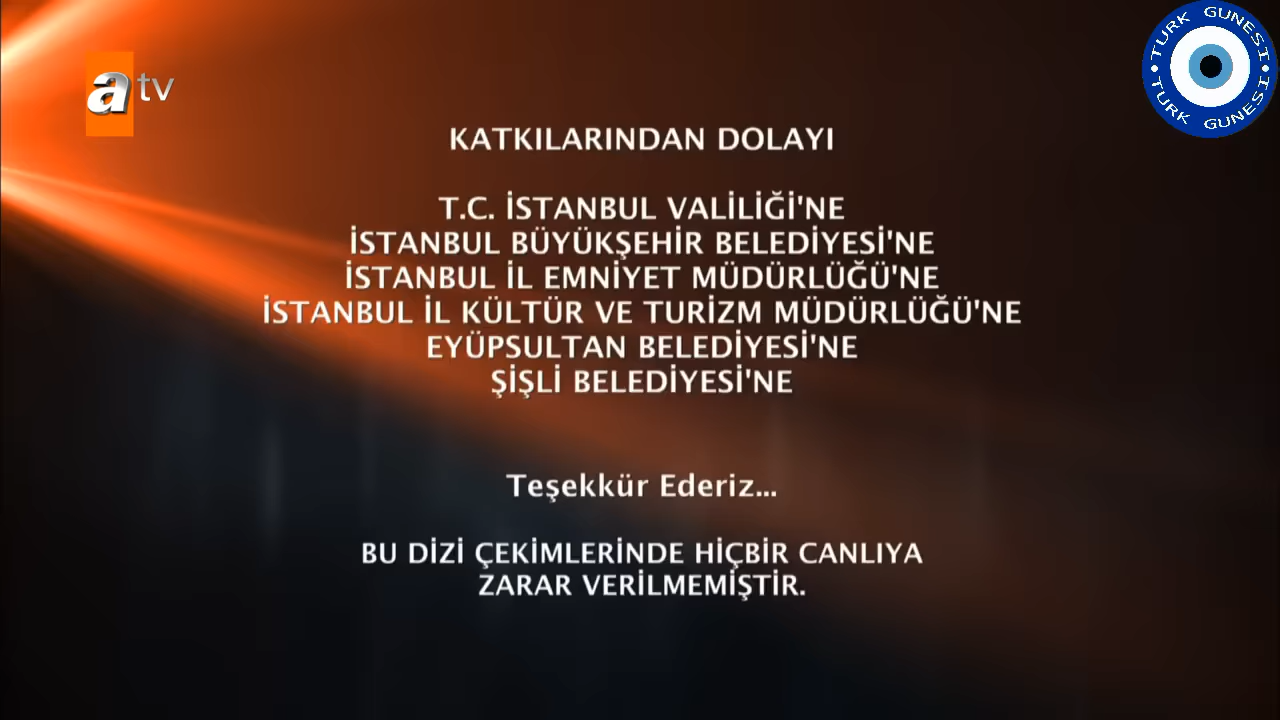 atv
TURK GUNESI • TURK GUNESI •
KATKILARINDAN DOLAYI
T.C. İSTANBUL VALİLİĞİ'NE
İSTANBUL BÜYÜKŞEHİR BELEDİYESİ'NE
İSTANBUL İL EMNİYET MÜDÜRLÜĞÜ'NE
İSTANBUL İL KÜLTÜR VE TURİZM MÜDÜRLÜĞÜ'NE
EYÜPSULTAN BELEDİYESİ'NE
ŞİŞLİ BELEDİYESİ'NE
Teşekkür Ederiz...
BU DİZİ ÇEKİMLERİNDE HİÇBİR CANLIYA
ZARAR VERİLMEMİŞTİR.